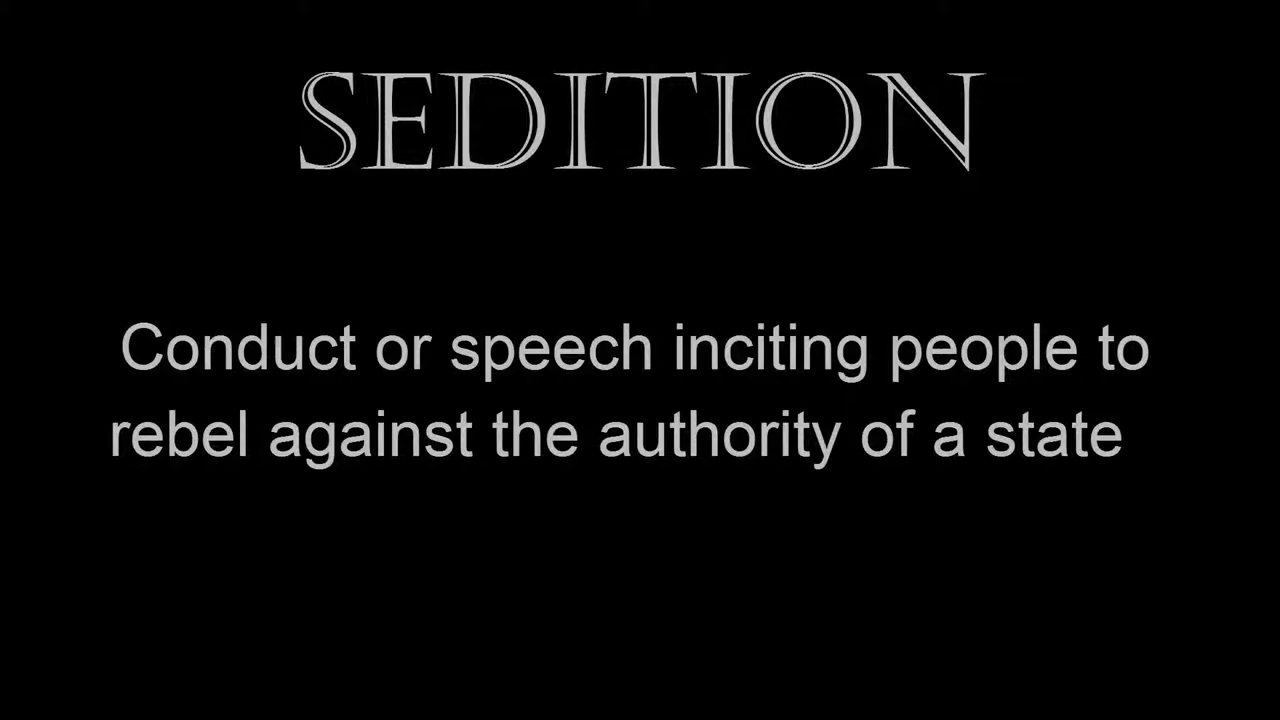 SEDITION
Conduct or speech inciting people to
rebel against the authority of a state